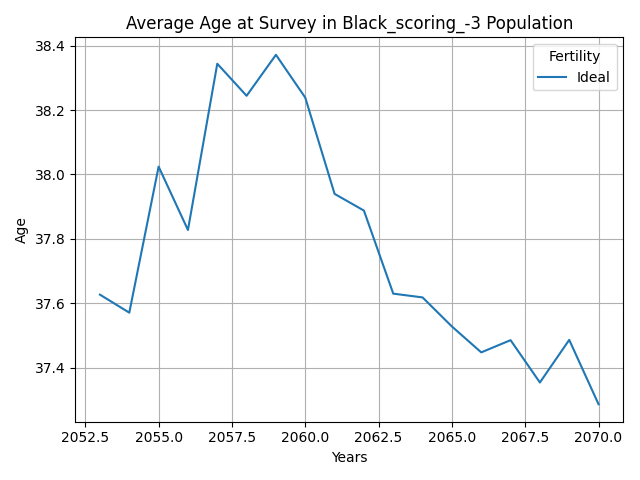 Average Age at Survey in Black_scoring_-3 Population
Fertility
Ideal
38.4
38.2
38.0
37.8
37.6
37.4
Age
2052.5 2055.0 2057.5 2060.0 2062.5 2065.0 2067.5 2070.0
Years